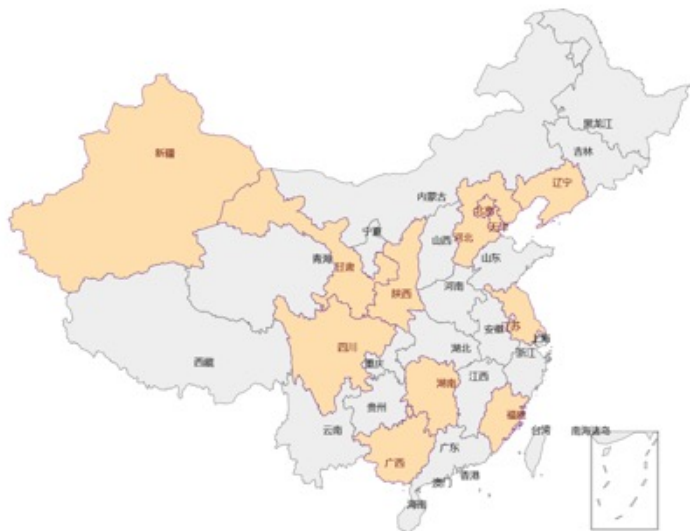 黑龙江
吉林
新疆
辽宁
内蒙古
北京
天津
宁夏
山西
河北
青海
甘肃
山东
陕西
河南
江苏
安徽
上海
四川
湖北
浙江
重庆
西藏
湖南
江西
贵州
福建
云南
台湾
南海诸岛
广东
广西
香港
澳门
海南